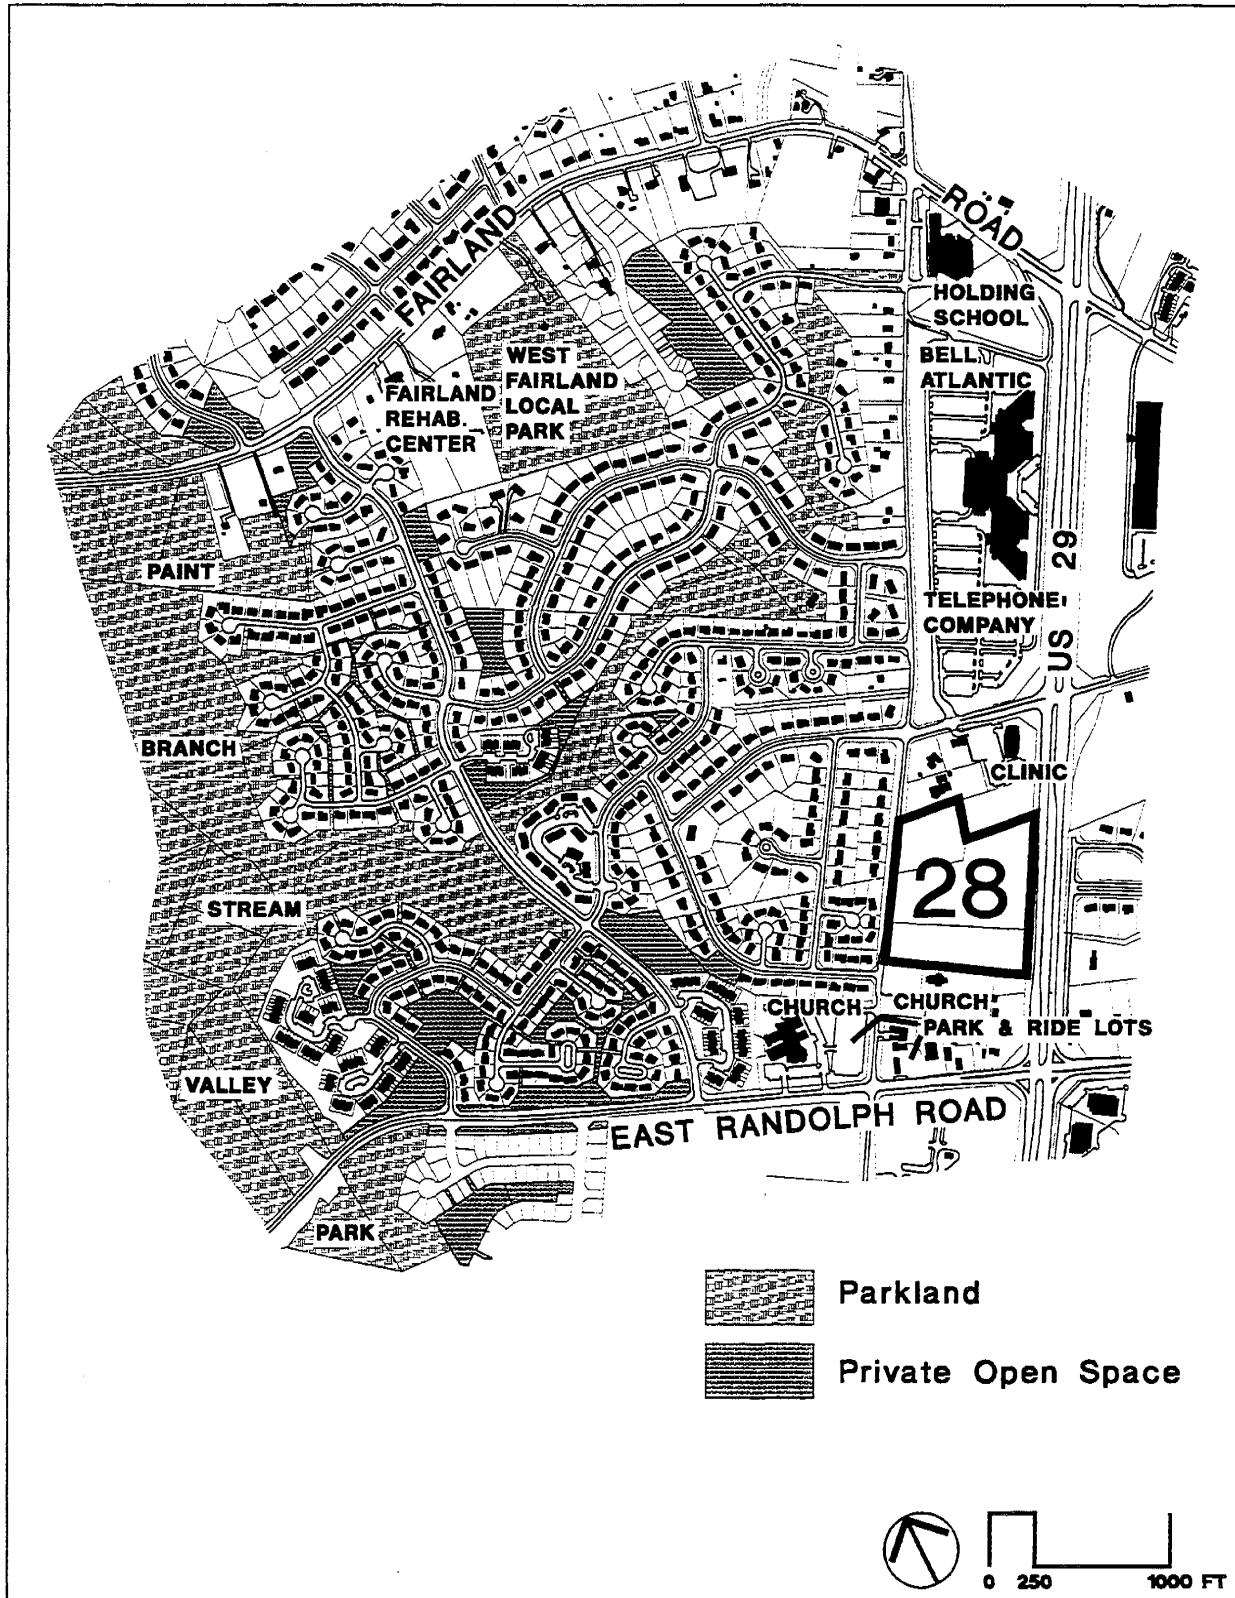 FAIRLAND
ROAD
HOLDING
SCHOOL
BELL
ATLANTIC
WEST
FAIRLAND
LOCAL
PARK
FAIRLAND
REHAB.
CENTER
US 29
PAINT
TELEPHONE
COMPANY
BRANCH
CLINIC
28
STREAM
CHURCH
CHURCH
PARK & RIDE LOTS
VALLEY
EAST RANDOLPH ROAD
PARK
Parkland
Private Open Space
0 250 1000 FT